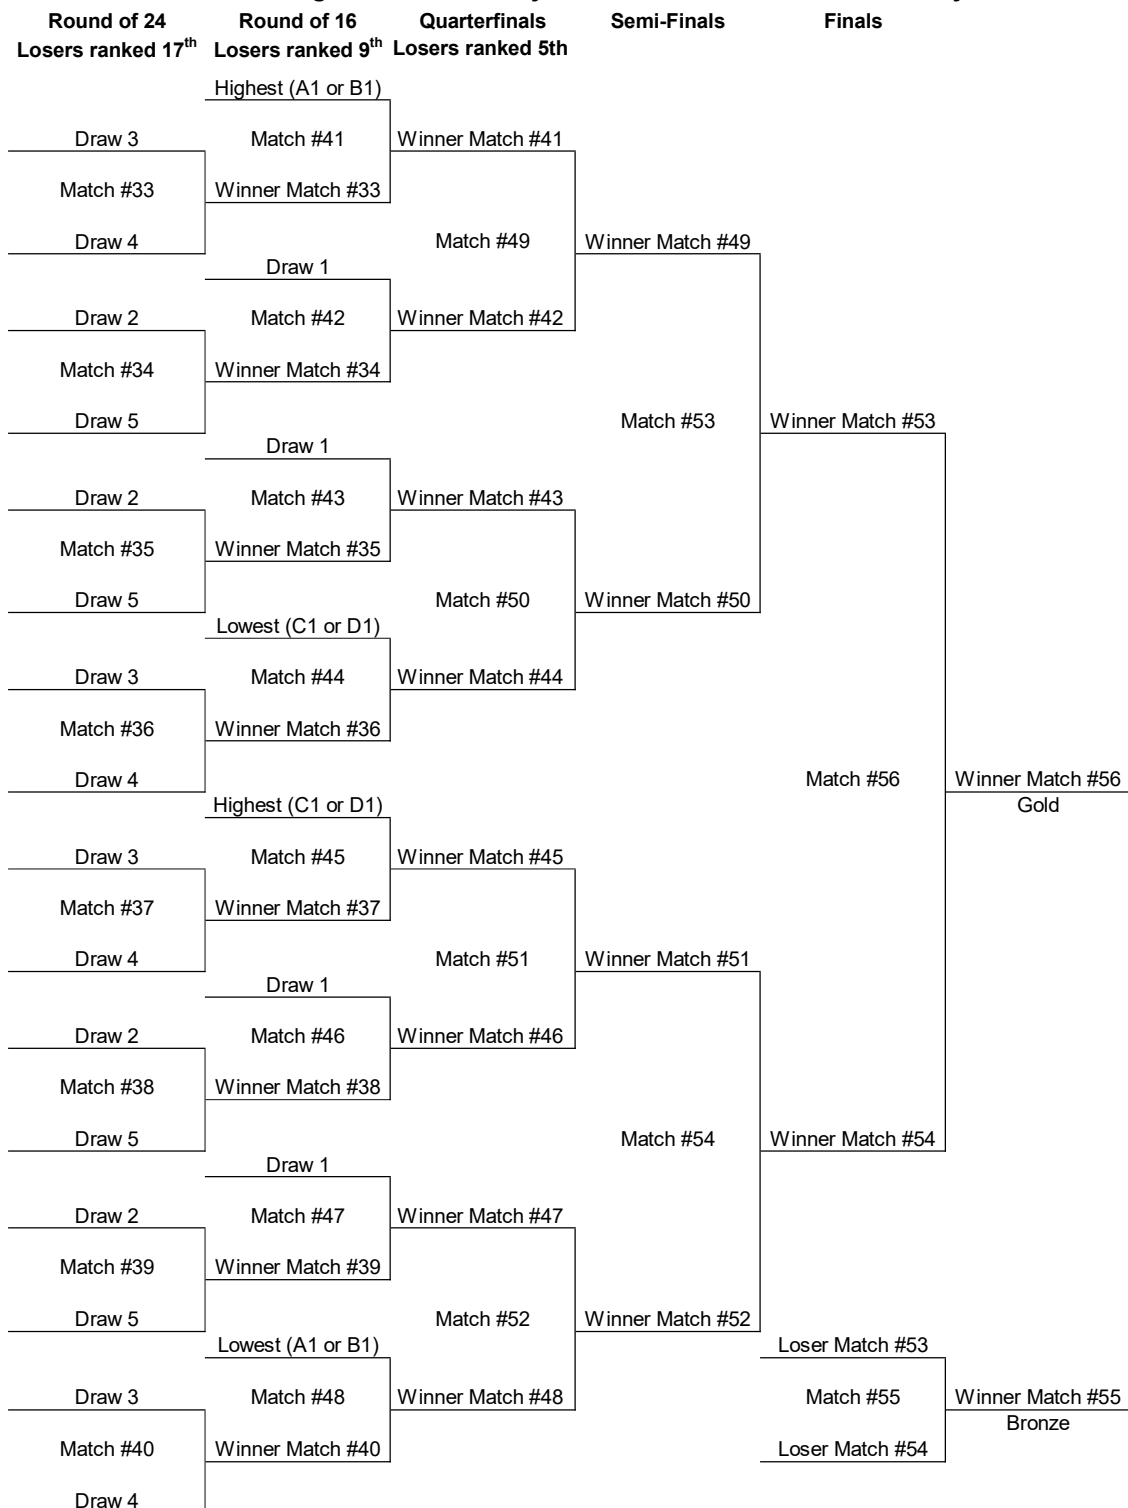 Round of 24 Round of 16 Quarterfinals Semi-Finals Finals
Losers ranked 17th Losers ranked 9th Losers ranked 5th
Highest (A1 or B1)
Draw 3 Match #41 Winner Match #41
Match #33 Winner Match #33
Draw 4 Match #49 Winner Match #49
Draw 1
Draw 2 Match #42 Winner Match #42
Match #34 Winner Match #34
Draw 5 Match #53 Winner Match #53
Draw 1
Draw 2 Match #43 Winner Match #43
Match #35 Winner Match #35
Draw 5 Match #50 Winner Match #50
Lowest (C1 or D1)
Draw 3 Match #44 Winner Match #44
Match #36 Winner Match #36
Draw 4 Match #56 Winner Match #56
Highest (C1 or D1) Gold
Draw 3 Match #45 Winner Match #45
Match #37 Winner Match #37
Draw 4 Match #51 Winner Match #51
Draw 1
Draw 2 Match #46 Winner Match #46
Match #38 Winner Match #38
Draw 5 Match #54 Winner Match #54
Draw 1
Draw 2 Match #47 Winner Match #47
Match #39 Winner Match #39
Draw 5 Match #52 Winner Match #52
Lowest (A1 or B1) Loser Match #53
Draw 3 Match #48 Winner Match #48 Match #55 Winner Match #55
Bronze
Match #40 Winner Match #40 Loser Match #54
Draw 4